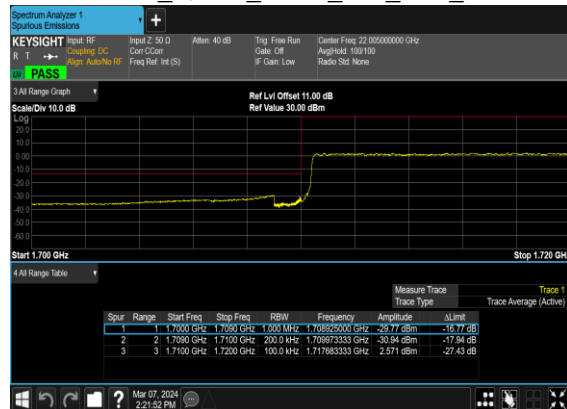 Spectrum Analyzer 1
Spurious Emissions
+
KEYSIGHT Input: RF Input Z: 50 Ω Atten: 40 dB Trig: Free Run Center Freq: 22.005000000 GHz
R T Coupling: DC Corr CCorr Gate: Off Avg|Hold: 100/100
Align: Auto/No RF Freq Ref: Int (S) IF Gain: Low Radio Std: None
PASS
3 All Range Graph Ref Lvl Offset 11.00 dB
Scale/Div 10.0 dB Ref Value 30.00 dBm
Log
20.0
10.0
0.00
-10.0
-20.0
-30.0
-40.0
-50.0
-60.0
Start 1.700 GHz Stop 1.720 GH
4 All Range Table
Measure Trace Trace 1
Trace Type Trace Average (Active)
Spur Range Start Freq Stop Freq RBW Frequency Amplitude ΔLimit
1 1 1.7000 GHz 1.7090 GHz 1.000 MHz 1.708925000 GHz -29.77 dBm -16.77 dB
2 2 1.7090 GHz 1.7100 GHz 200.0 kHz 1.709973333 GHz -30.94 dBm -17.94 dB
3 3 1.7100 GHz 1.7200 GHz 100.0 kHz 1.717683333 GHz 2.571 dBm -27.43 dB
? Mar 07, 2024
2:21:52 PM